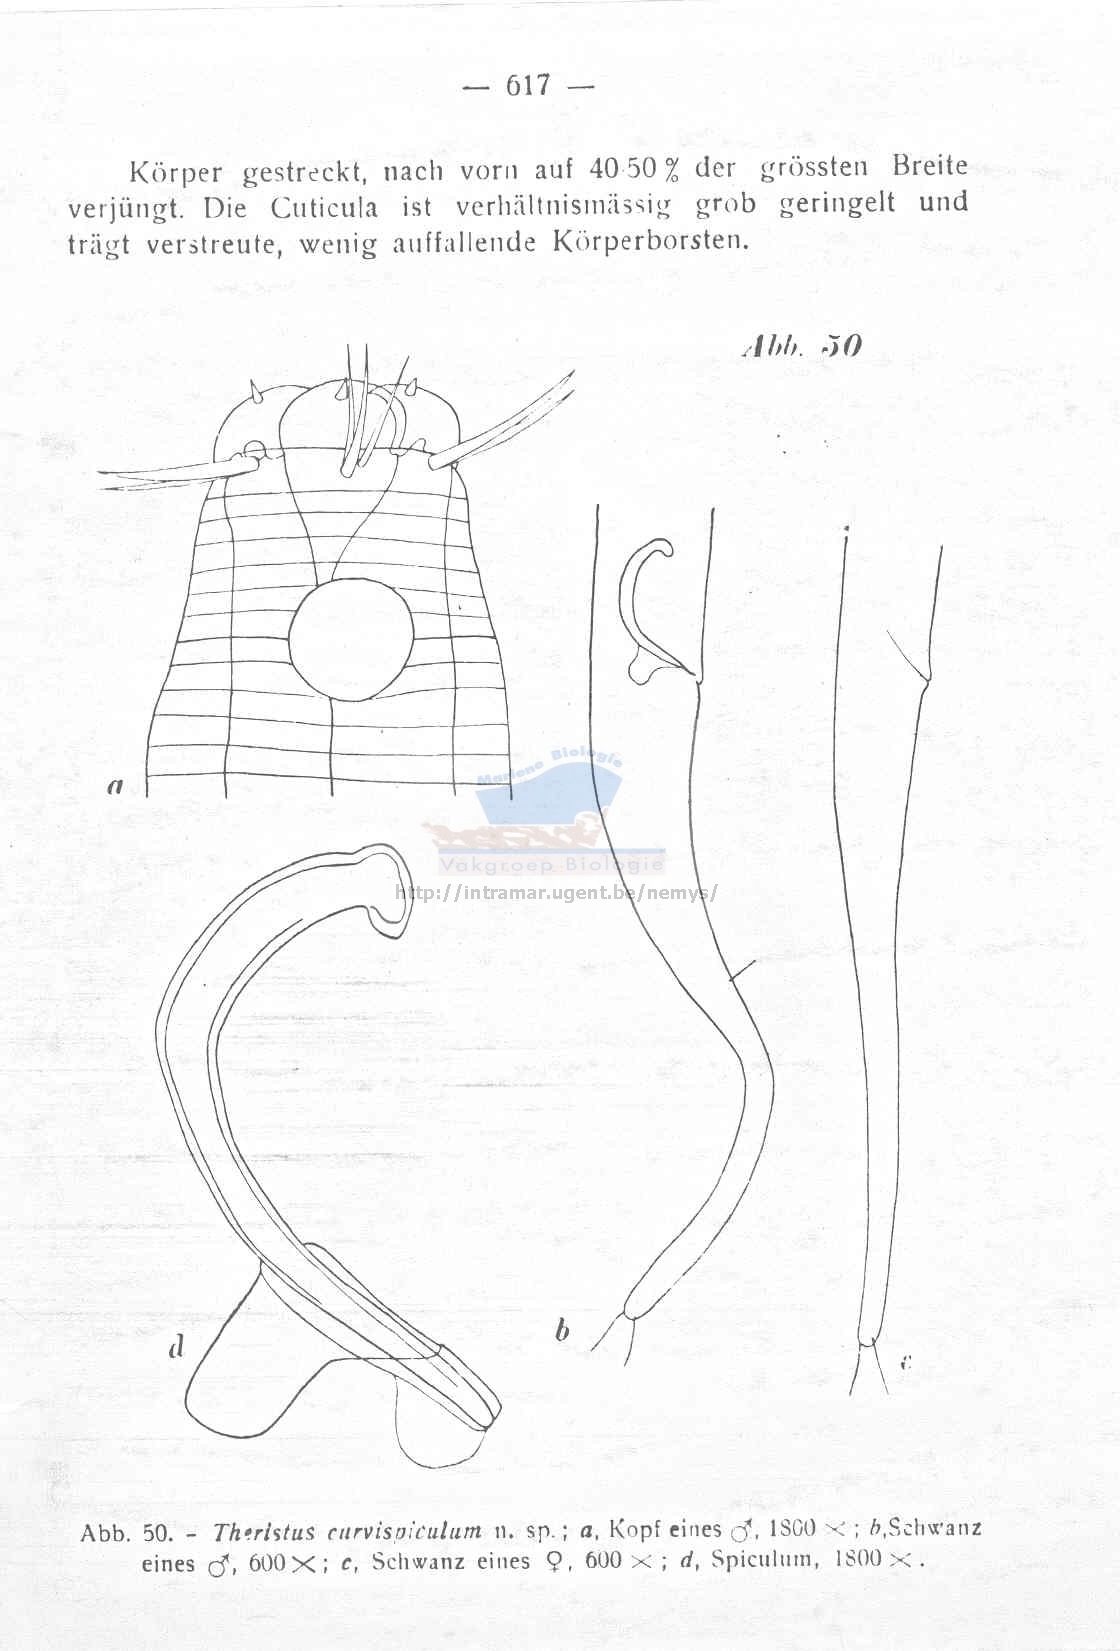 — 617 —
Körper gestreckt, nach vorn auf 40-50 % der grössten Breite
verjüngt. Die Cuticula ist verhältnismässig grob geringelt und
trägt verstreute, wenig auffallende Körperborsten.
Abb. 50
a
Mariene Biologie
Vakgroep Biologie
http://intramar.ugent.be/nemys/
d
b
c
Abb. 50. - Theristus curvispiculum n. sp.; a, Kopf eines ♂, 1800 ×; b, Schwanz
eines ♂, 600 ×; c, Schwanz eines ♀, 600 ×; d, Spiculum, 1800 ×.